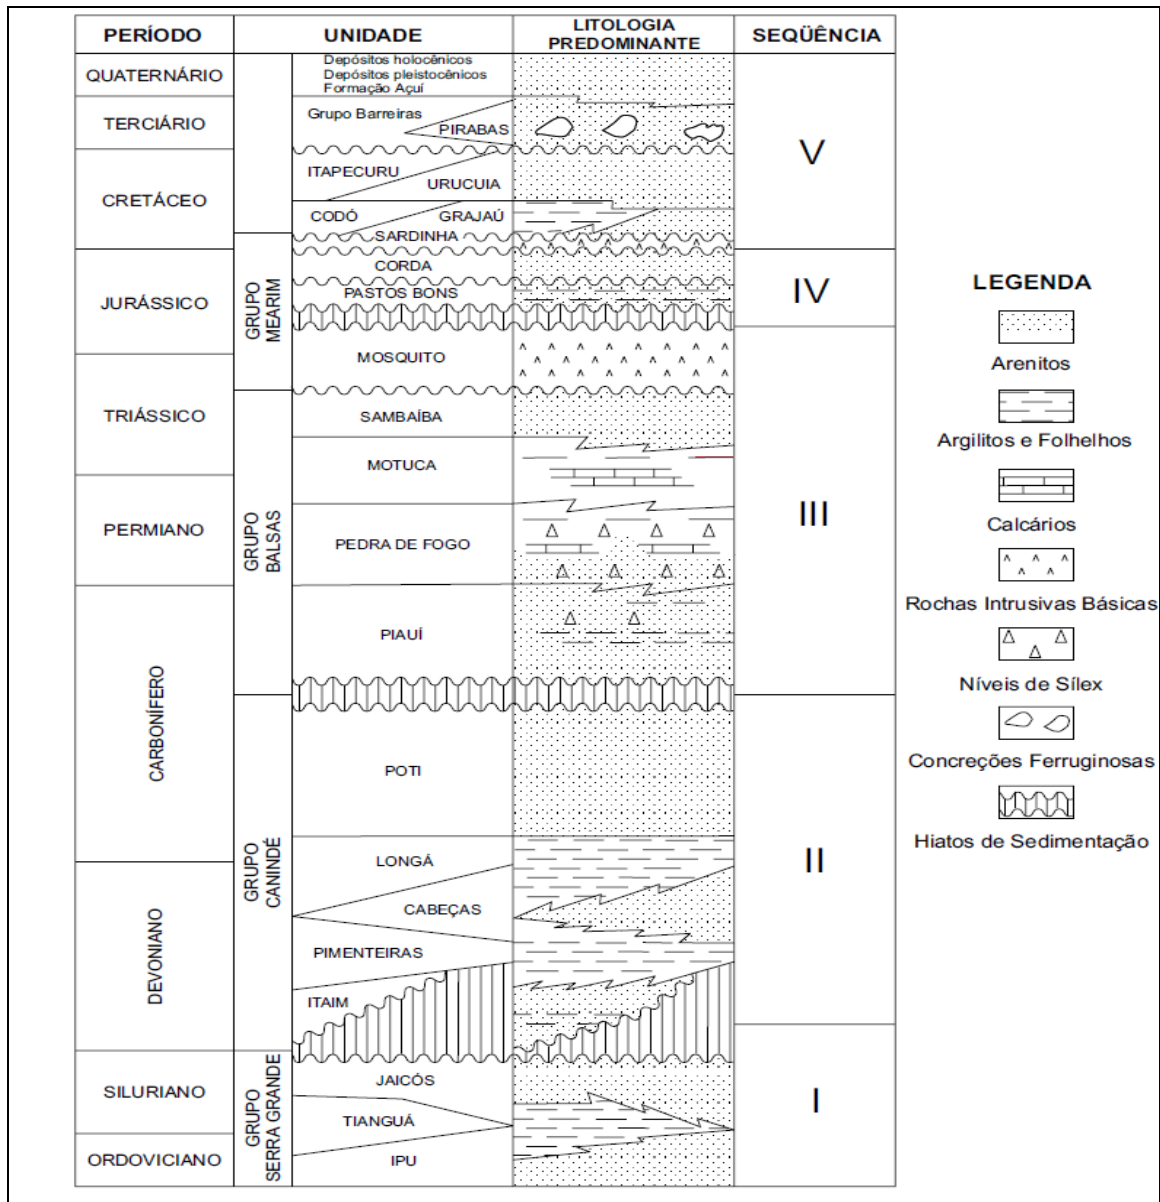 PERÍODO
UNIDADE
LITOLOGIA
PREDOMINANTE
SEQÜÊNCIA
QUATERNÁRIO
Depósitos holocênicos
Depósitos pleistocênicos
Formação Açuí
TERCIÁRIO
Grupo Barreiras
PIRABAS
V
CRETÁCEO
ITAPECURU
URUCUIA
CODÓ
GRAJAÚ
SARDINHA
JURÁSSICO
GRUPO
MEARIM
CORDA
PASTOS BONS
IV
MOSQUITO
TRIÁSSICO
SAMBAÍBA
MOTUCA
III
PERMIANO
GRUPO
BALSAS
PEDRA DE FOGO
PIAUÍ
CARBONÍFERO
POTI
GRUPO
CANINDÉ
LONGÁ
II
CABEÇAS
DEVONIANO
PIMENTEIRAS
ITAIM
SILURIANO
GRUPO
SERRA GRANDE
JAICÓS
I
TIANGUÁ
ORDOVICIANO
IPU
LEGENDA
Arenitos
Argilitos e Folhelhos
Calcários
Rochas Intrusivas Básicas
Níveis de Sílex
Concreções Ferruginosas
Hiatos de Sedimentação